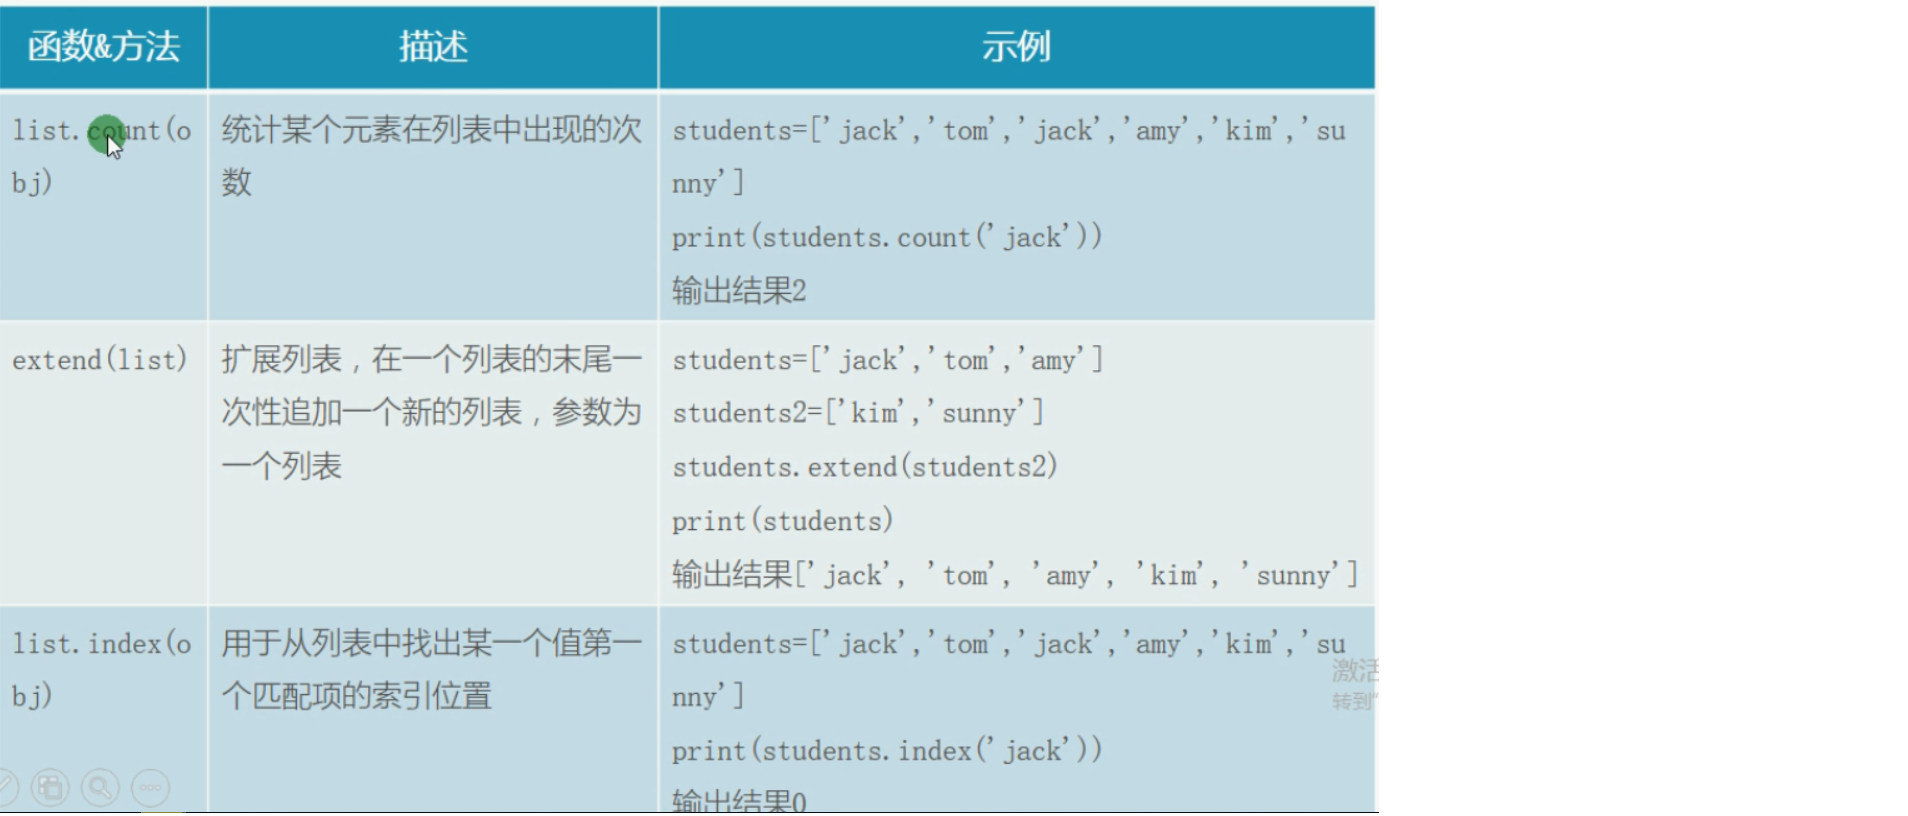 函数&方法 描述 示例
list.count(o
bj)
统计某个元素在列表中出现的次
数
students=['jack','tom','jack','amy','kim','su
nny']
print(students.count('jack'))
输出结果2
extend(list)
扩展列表，在一个列表的末尾一
次性追加一个新的列表，参数为
一个列表
students=['jack','tom','amy']
students2=['kim','sunny']
students.extend(students2)
print(students)
输出结果['jack', 'tom', 'amy', 'kim', 'sunny']
list.index(o
bj)
用于从列表中找出某一个值第一
个匹配项的索引位置
students=['jack','tom','jack','amy','kim','su
nny']
print(students.index('jack'))
输出结果0
激活
转到"